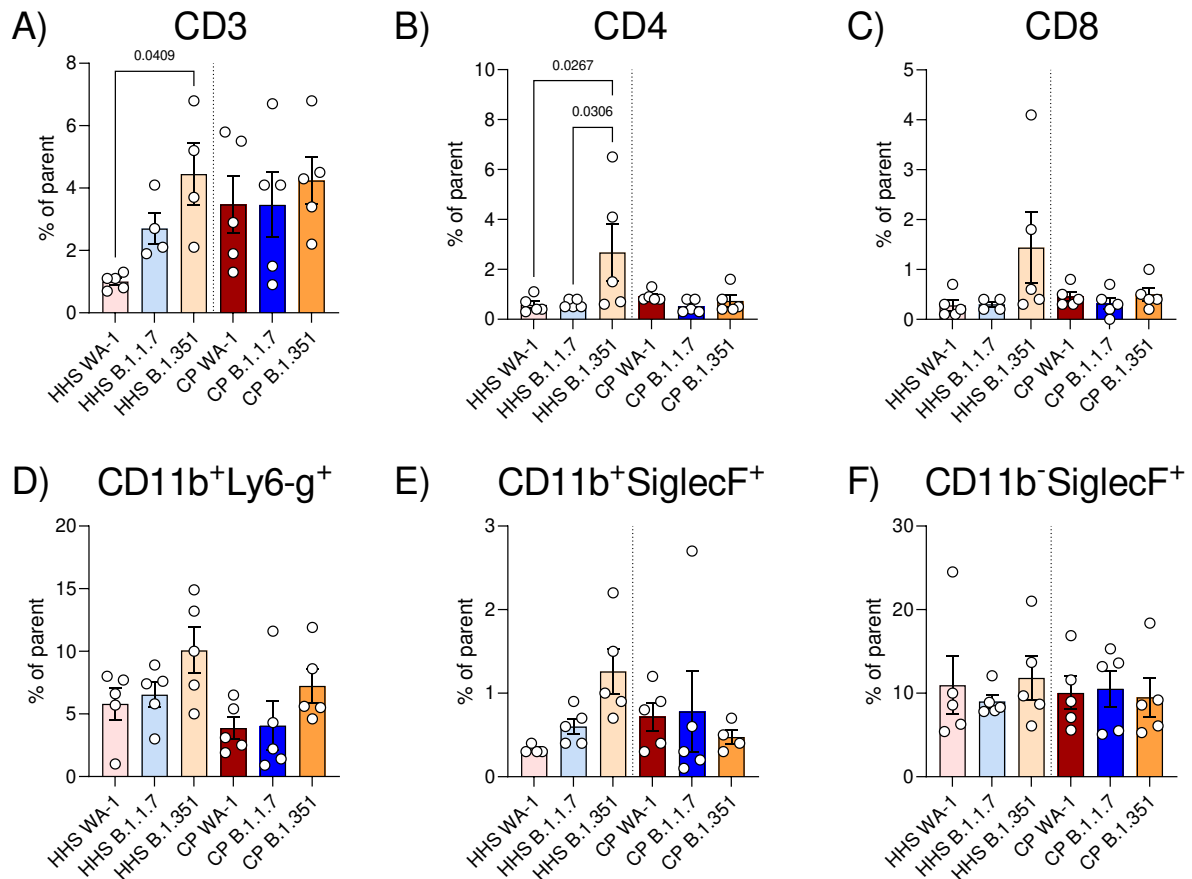 A) CD3
% of parent
8
6
4
2
0
0.0409
HHS WA-1
HHS B.1.1.7
HHS B.1.351
CP WA-1
CP B.1.1.7
CP B.1.351
B) CD4
% of parent
10
8
6
4
2
0
0.0267
0.0306
HHS WA-1
HHS B.1.1.7
HHS B.1.351
CP WA-1
CP B.1.1.7
CP B.1.351
C) CD8
% of parent
5
4
3
2
1
0
HHS WA-1
HHS B.1.1.7
HHS B.1.351
CP WA-1
CP B.1.1.7
CP B.1.351
D) CD11b⁺Ly6-g⁺
% of parent
20
15
10
5
0
HHS WA-1
HHS B.1.1.7
HHS B.1.351
CP WA-1
CP B.1.1.7
CP B.1.351
E) CD11b⁺SiglecF⁺
% of parent
3
2
1
0
HHS WA-1
HHS B.1.1.7
HHS B.1.351
CP WA-1
CP B.1.1.7
CP B.1.351
F) CD11b⁻SiglecF⁺
% of parent
30
20
10
0
HHS WA-1
HHS B.1.1.7
HHS B.1.351
CP WA-1
CP B.1.1.7
CP B.1.351